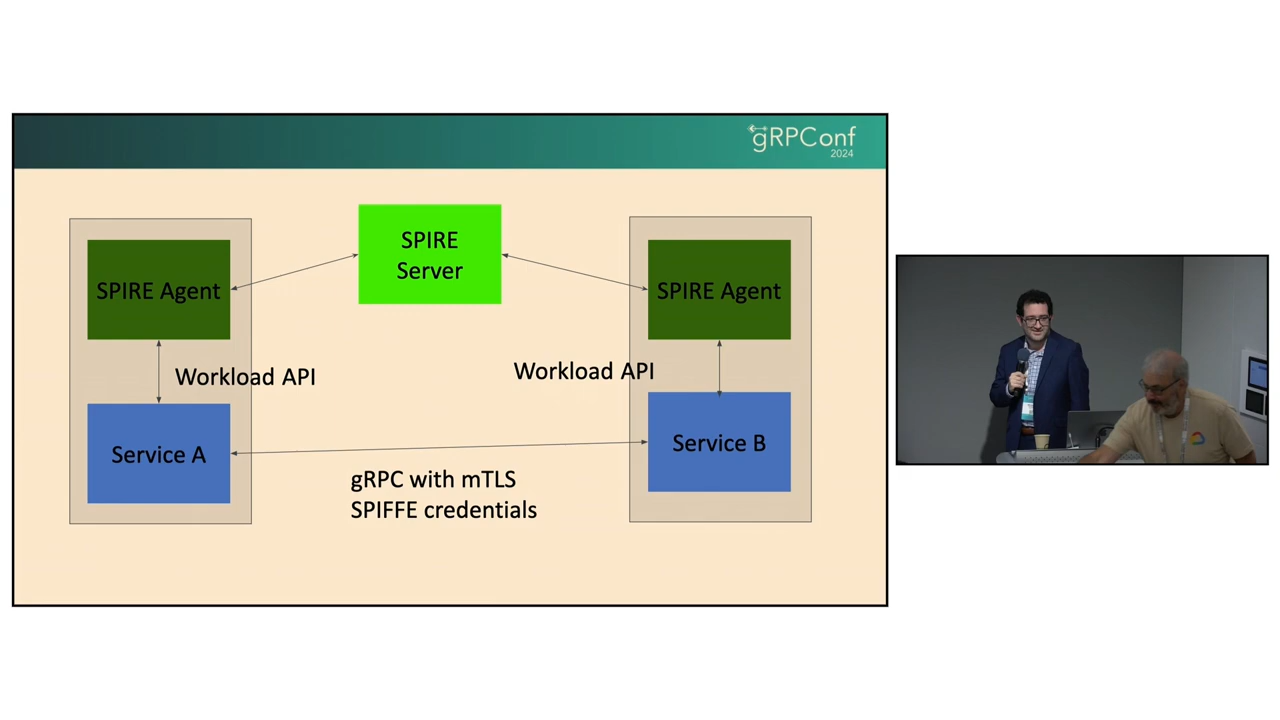 gRPConf
2024
SPIRE
Server
SPIRE Agent
SPIRE Agent
Workload API
Workload API
Service A
Service B
gRPC with mTLS
SPIFFE credentials